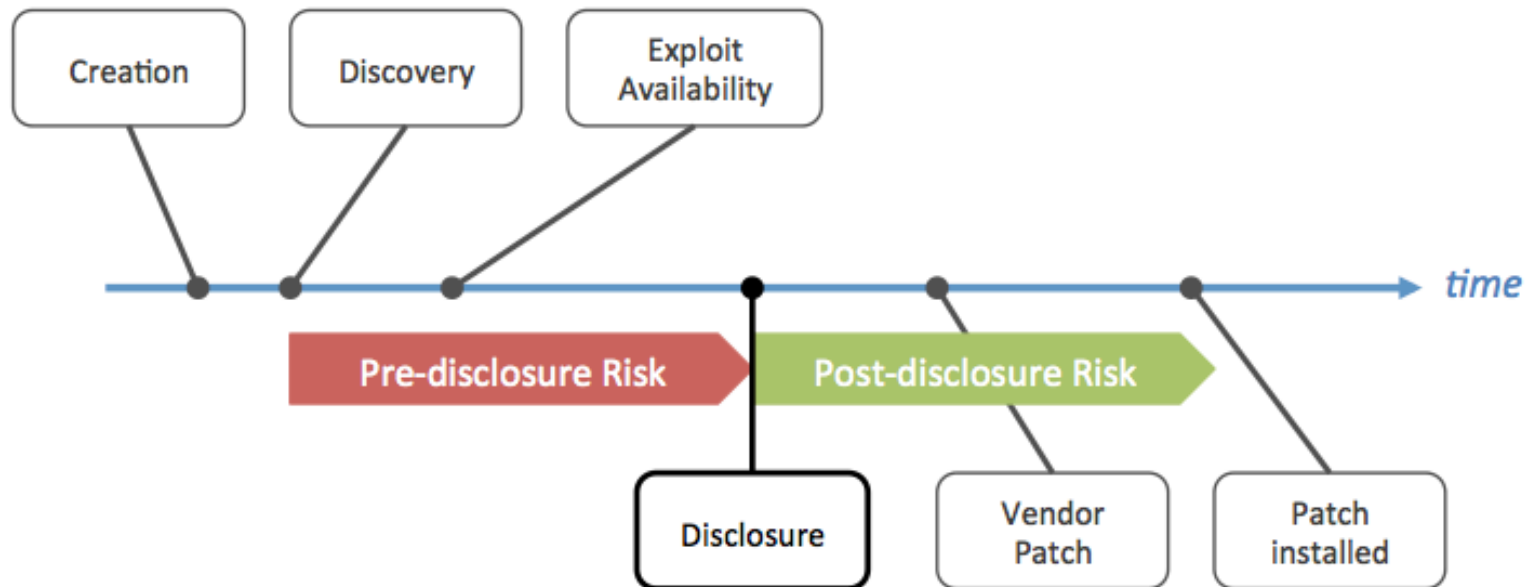 Creation
Discovery
Exploit
Availability
time
Pre-disclosure Risk
Post-disclosure Risk
Disclosure
Vendor
Patch
Patch
installed